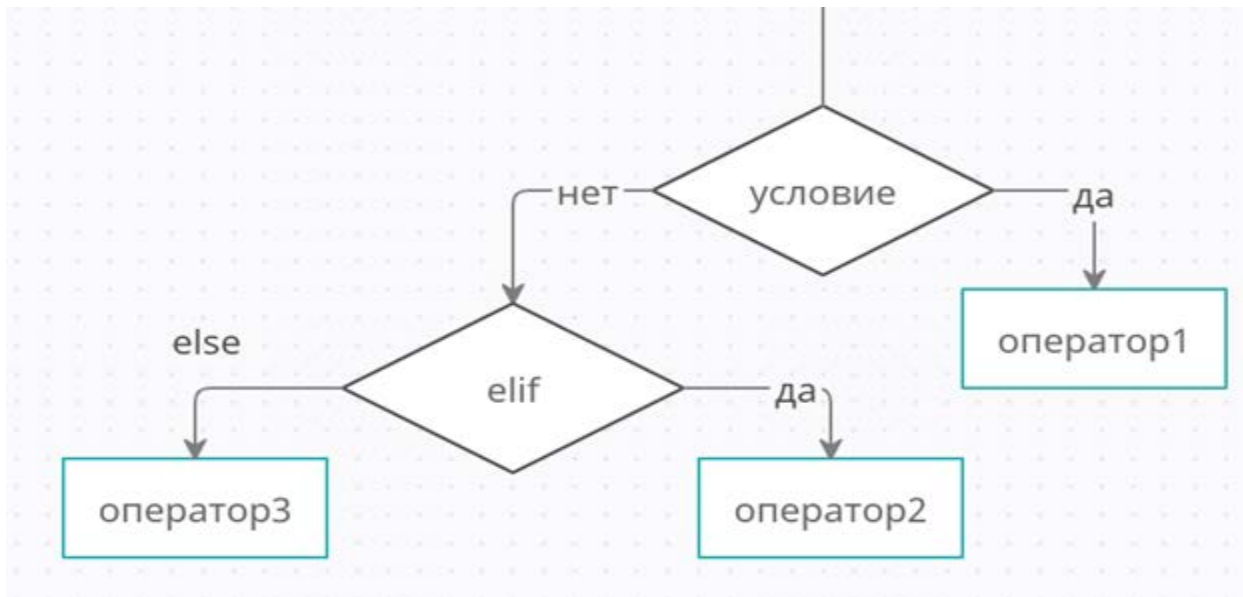 нет
условие
да
else
оператор1
elif
да
оператор3
оператор2